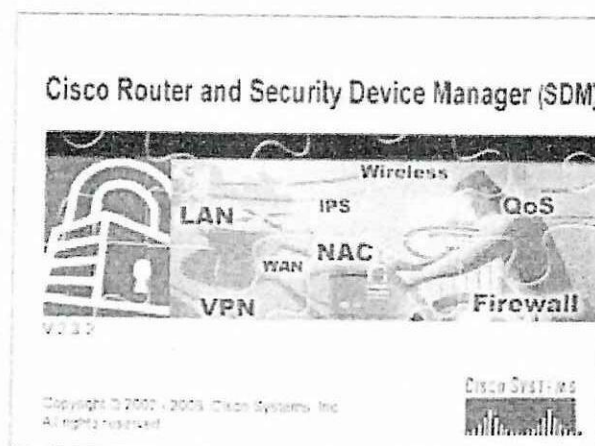 Cisco Router and Security Device Manager (SDM)
Wireless
LAN
IPS
QoS
NAC
WAN
VPN
Firewall
Copyright © 2002 - Cisco Systems, Inc.
All rights reserved.
CISCO SYSTEMS